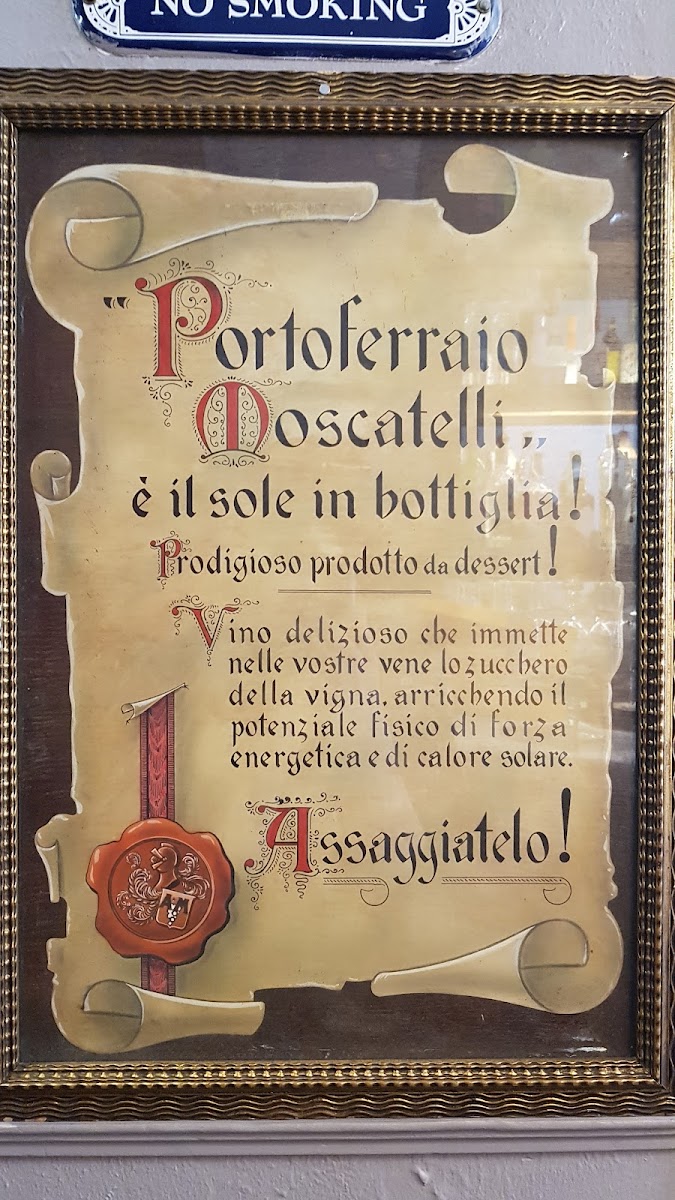 NO SMOKING
"Portoferraio
Moscatelli„
è il sole in bottiglia!
Prodigioso prodotto da dessert!
Vino delizioso che immette
nelle vostre vene lo zucchero
della vigna, arricchendo il
potenziale fisico di forza
energetica e di calore solare.
Assaggiatelo!